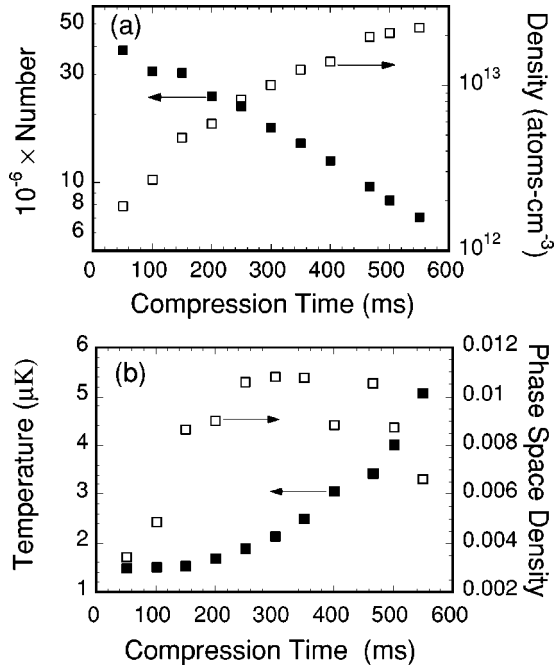 (a)
50
30
10
8
6
10^-6 × Number
10^13
10^12
Density (atoms-cm^-3)
0 100 200 300 400 500 600
Compression Time (ms)
(b)
6
5
4
3
2
1
Temperature (μK)
0.012
0.010
0.008
0.006
0.004
0.002
Phase Space Density
0 100 200 300 400 500 600
Compression Time (ms)